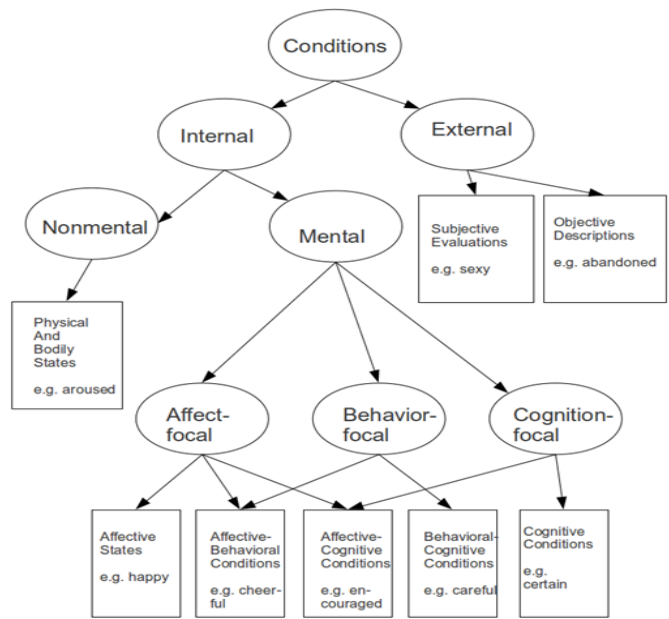 Conditions
Internal
External
Nonmental
Mental
Subjective
Evaluations
e.g. sexy
Objective
Descriptions
e.g. abandoned
Physical
And
Bodily
States
e.g. aroused
Affect-
focal
Behavior-
focal
Cognition-
focal
Affective
States
e.g. happy
Affective-
Behavioral
Conditions
e.g. cheer-
ful
Affective-
Cognitive
Conditions
e.g. en-
couraged
Behavioral-
Cognitive
Conditions
e.g. careful
Cognitive
Conditions
e.g.
certain